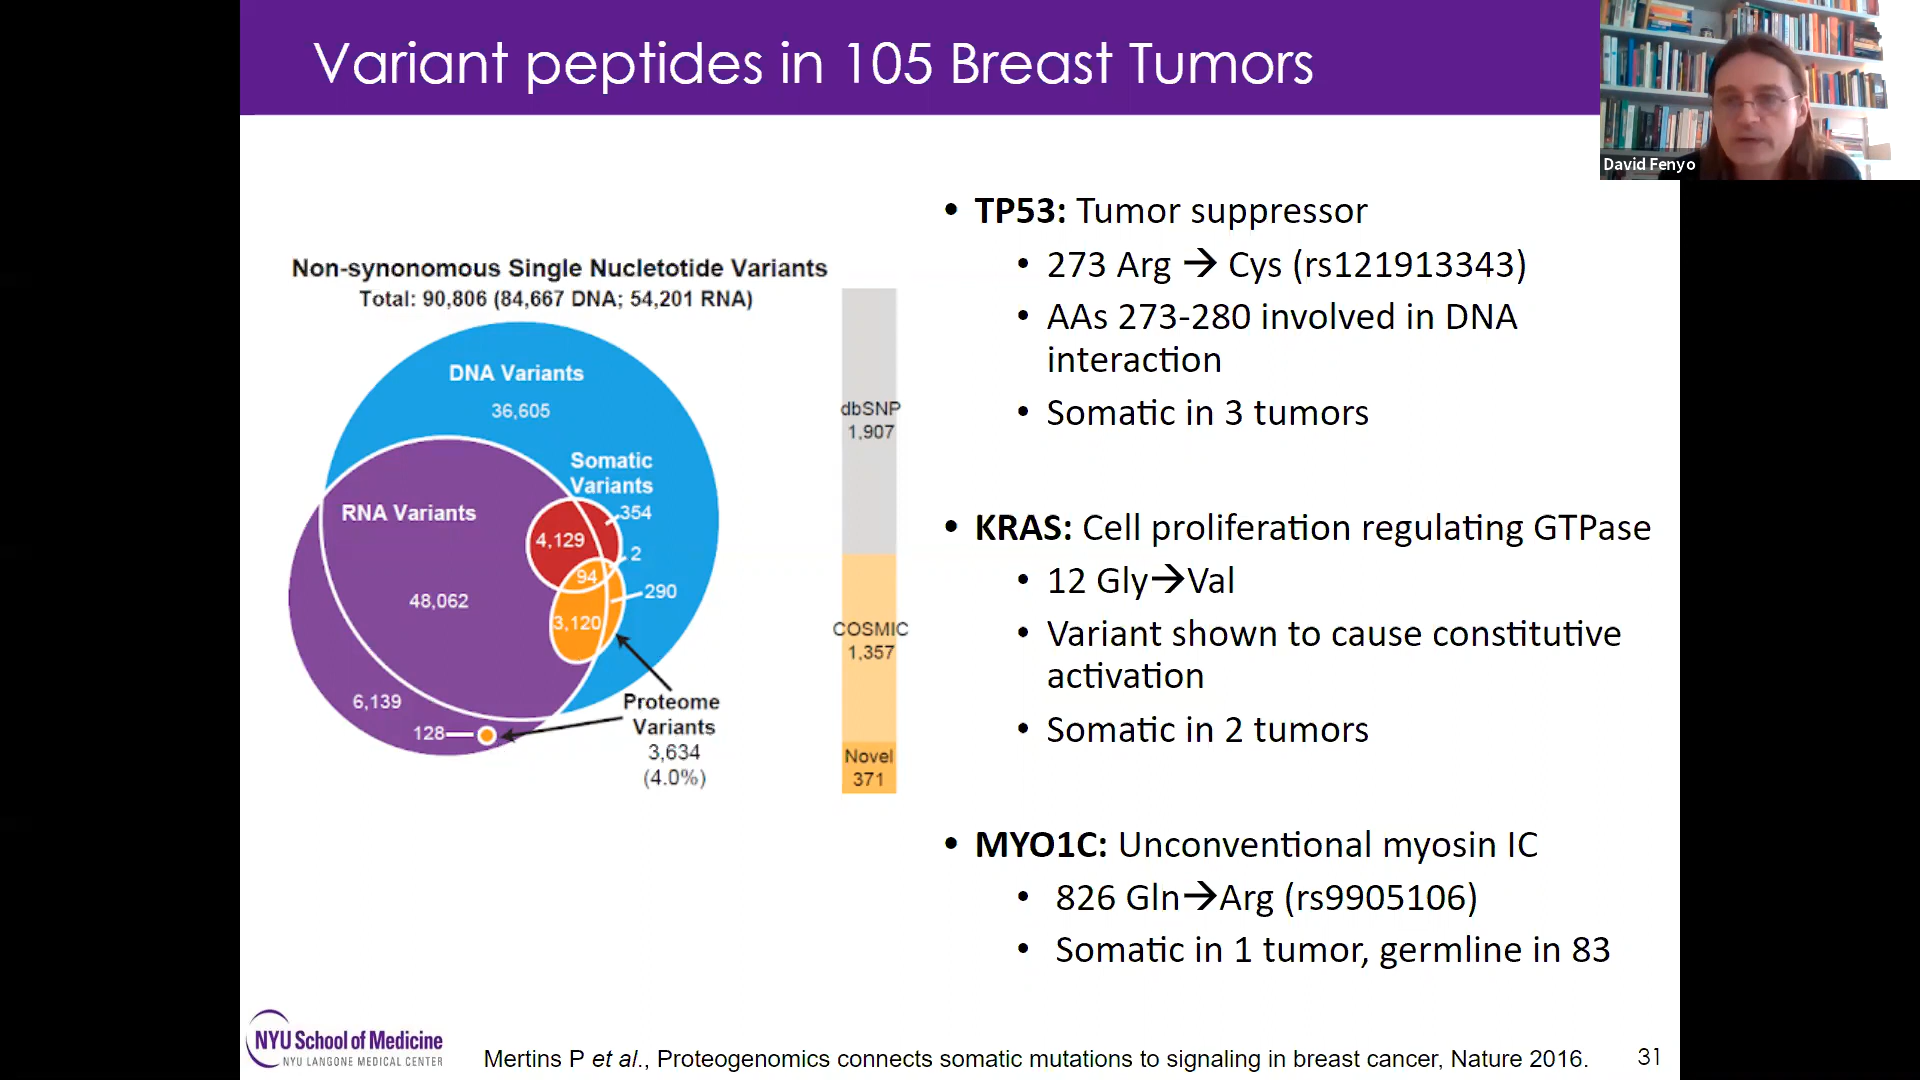 Variant peptides in 105 Breast Tumors
David Fenyo
Non-synonomous Single Nucletotide Variants
Total: 90,806 (84,667 DNA; 54,201 RNA)
DNA Variants
36,605
Somatic
Variants
354
RNA Variants
4,129
2
94
290
48,062
3,120
6,139
128
Proteome
Variants
3,634
(4.0%)
dbSNP
1,907
COSMIC
1,357
Novel
371
• TP53: Tumor suppressor
• 273 Arg → Cys (rs121913343)
• AAs 273-280 involved in DNA
interaction
• Somatic in 3 tumors
• KRAS: Cell proliferation regulating GTPase
• 12 Gly→Val
• Variant shown to cause constitutive
activation
• Somatic in 2 tumors
• MYO1C: Unconventional myosin IC
• 826 Gln→Arg (rs9905106)
• Somatic in 1 tumor, germline in 83
NYU School of Medicine
NYU LANGONE MEDICAL CENTER
Mertins P et al., Proteogenomics connects somatic mutations to signaling in breast cancer, Nature 2016.
31